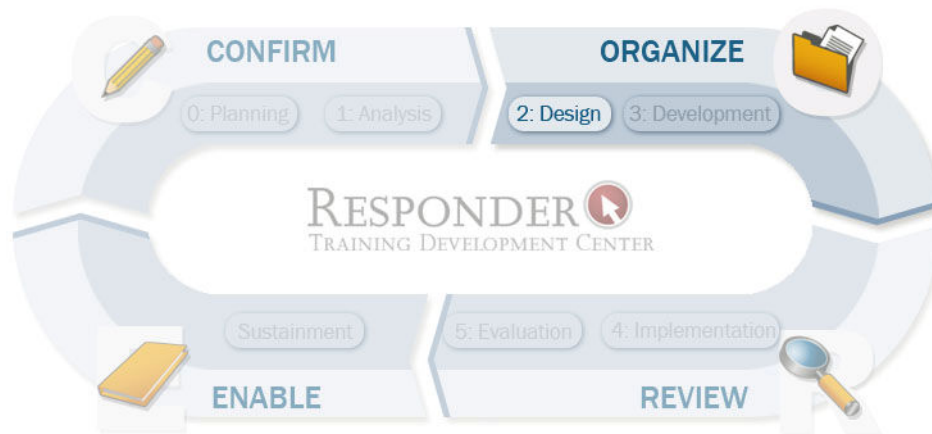 CONFIRM
ORGANIZE
0: Planning
1: Analysis
2: Design
3: Development
RESPONDER
TRAINING DEVELOPMENT CENTER
Sustainment
5: Evaluation
4: Implementation
ENABLE
REVIEW